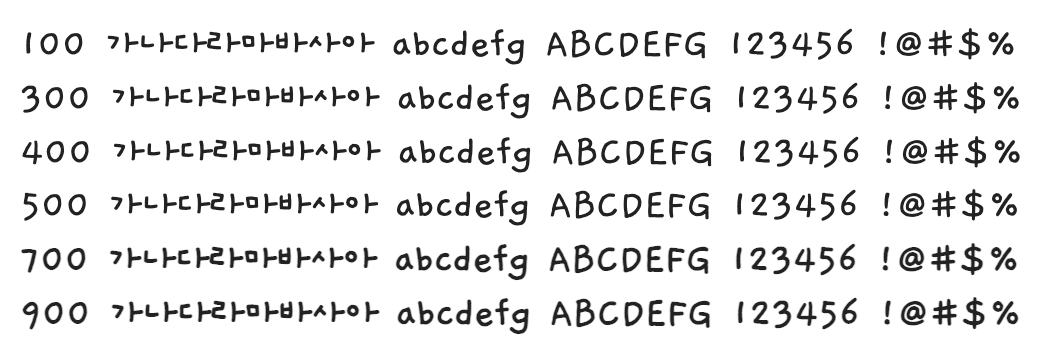 100 가나다라마바사아 abcdefg ABCDEFG 123456 !@#$%
300 가나다라마바사아 abcdefg ABCDEFG 123456 !@#$%
400 가나다라마바사아 abcdefg ABCDEFG 123456 !@#$%
500 가나다라마바사아 abcdefg ABCDEFG 123456 !@#$%
700 가나다라마바사아 abcdefg ABCDEFG 123456 !@#$%
900 가나다라마바사아 abcdefg ABCDEFG 123456 !@#$%